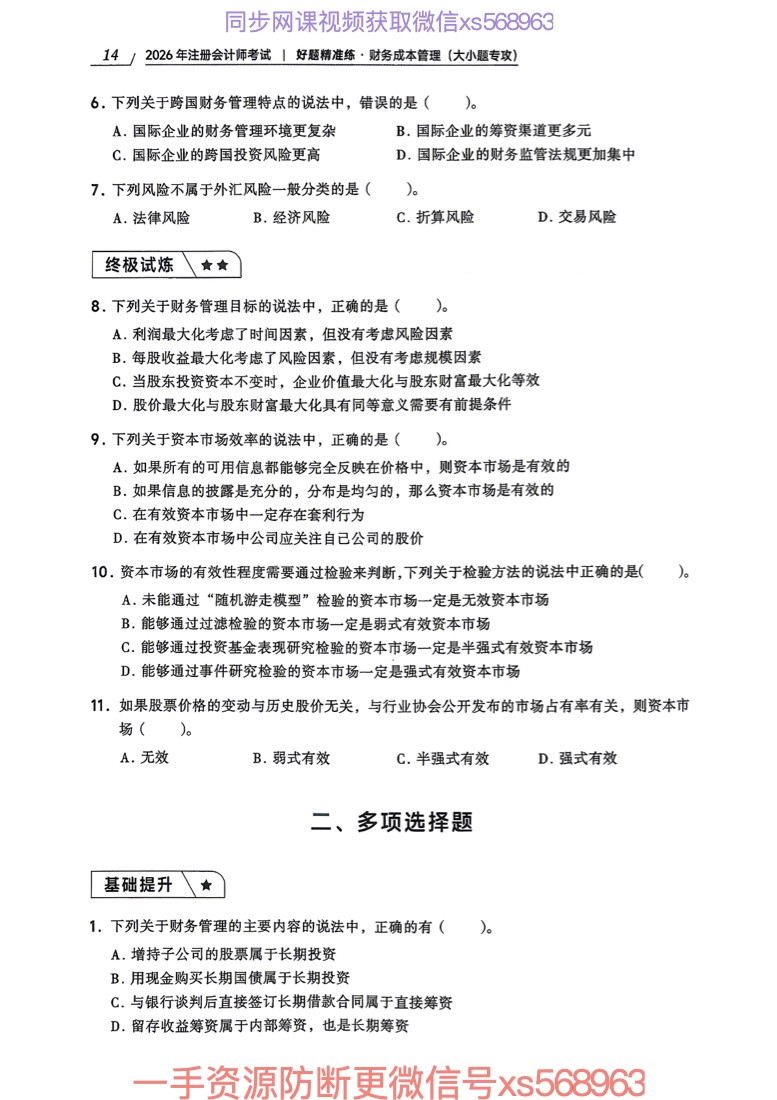 同步网课视频获取微信xs568963
14 / 2026年注册会计师考试 | 好题精准练·财务成本管理（大小题专攻）
6. 下列关于跨国财务管理特点的说法中，错误的是（　　）。
A. 国际企业的财务管理环境更复杂　　B. 国际企业的筹资渠道更多元
C. 国际企业的跨国投资风险更高　　D. 国际企业的财务监管法规更加集中
7. 下列风险不属于外汇风险一般分类的是（　　）。
A. 法律风险　　B. 经济风险　　C. 折算风险　　D. 交易风险
终极试炼 ★★
8. 下列关于财务管理目标的说法中，正确的是（　　）。
A. 利润最大化考虑了时间因素，但没有考虑风险因素
B. 每股收益最大化考虑了风险因素，但没有考虑规模因素
C. 当股东投资资本不变时，企业价值最大化与股东财富最大化等效
D. 股价最大化与股东财富最大化具有同等意义需要有前提条件
9. 下列关于资本市场效率的说法中，正确的是（　　）。
A. 如果所有的可用信息都能够完全反映在价格中，则资本市场是有效的
B. 如果信息的披露是充分的，分布是均匀的，那么资本市场是有效的
C. 在有效资本市场中一定存在套利行为
D. 在有效资本市场中公司应关注自己公司的股价
10. 资本市场的有效性程度需要通过检验来判断，下列关于检验方法的说法中正确的是（　　）。
A. 未能通过“随机游走模型”检验的资本市场一定是无效资本市场
B. 能够通过过滤检验的资本市场一定是弱式有效资本市场
C. 能够通过投资基金表现研究检验的资本市场一定是半强式有效资本市场
D. 能够通过事件研究检验的资本市场一定是强式有效资本市场
11. 如果股票价格的变动与历史股价无关，与行业协会公开发布的市场占有率有关，则资本市
场（　　）。
A. 无效　　B. 弱式有效　　C. 半强式有效　　D. 强式有效
二、多项选择题
基础提升 ★
1. 下列关于财务管理的主要内容的说法中，正确的有（　　）。
A. 增持子公司的股票属于长期投资
B. 用现金购买长期国债属于长期投资
C. 与银行谈判后直接签订长期借款合同属于直接筹资
D. 留存收益筹资属于内部筹资，也是长期筹资
一手资源防断更微信号xs568963